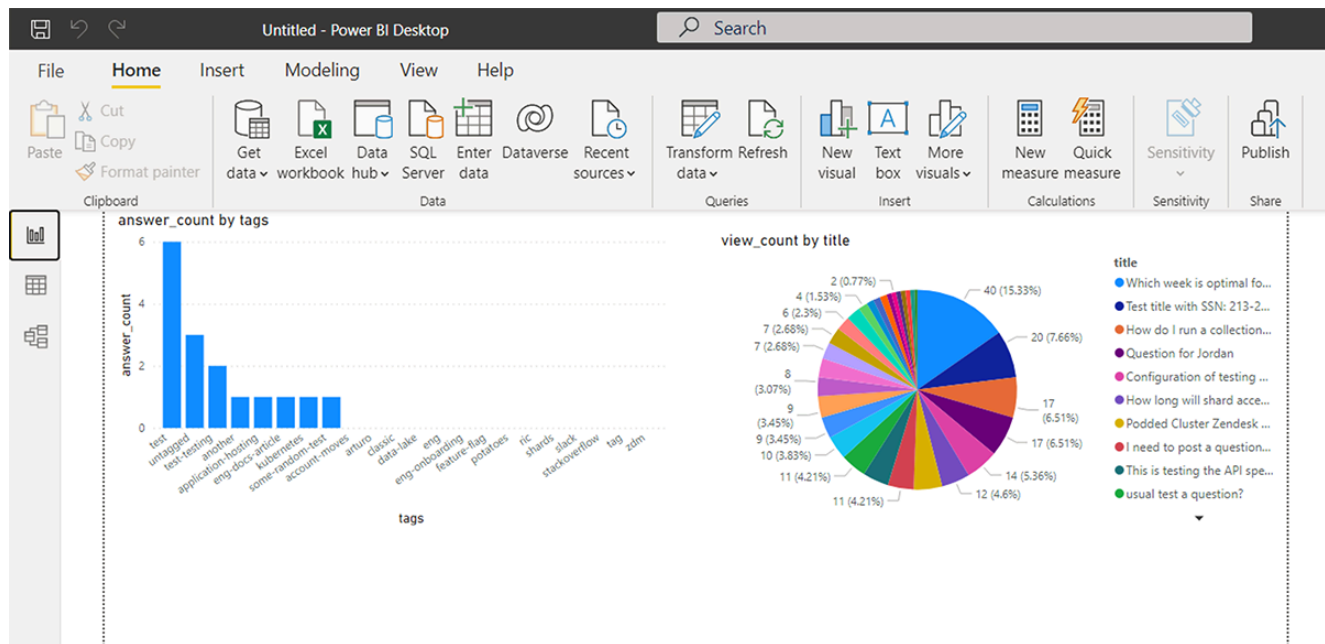 Untitled - Power BI Desktop
Search
File Home Insert Modeling View Help
Paste
Cut
Copy
Format painter
Clipboard
Get data
Excel workbook
Data hub
SQL Server
Enter data
Dataverse
Recent sources
Data
Transform data
Refresh
Queries
New visual
Text box
More visuals
Insert
New measure
Quick measure
Calculations
Sensitivity
Sensitivity
Publish
Share
answer_count by tags
answer_count
6
4
2
0
test
untagged
test-testing
another
application-hosting
eng-docs-article
kubernetes
some-random-test
account-moves
arturo
classic
data-lake
eng
eng-onboarding
feature-flag
potatoes
ric
shards
slack
stackoverflow
tag
zdm
tags
view_count by title
40 (15.33%)
20 (7.66%)
17
(6.51%)
17 (6.51%)
14 (5.36%)
12 (4.6%)
11 (4.21%)
11 (4.21%)
10 (3.83%)
9 (3.45%)
9
(3.45%)
8
(3.07%)
7 (2.68%)
7 (2.68%)
6 (2.3%)
4 (1.53%)
2 (0.77%)
title
Which week is optimal fo...
Test title with SSN: 213-2...
How do I run a collection...
Question for Jordan
Configuration of testing ...
How long will shard acce...
Podded Cluster Zendesk ...
I need to post a question...
This is testing the API spe...
usual test a question?